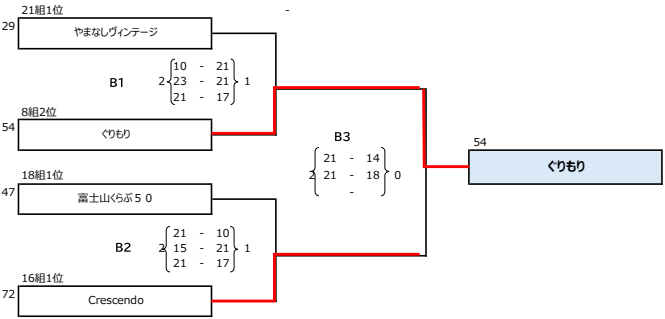 21組1位
-
29
やまなしヴィンテージ
B1
10 - 21
2 23 - 21 1
21 - 17
8組2位
54
ぐりもり
B3
21 - 14
2 21 - 18 0
-
54
ぐりもり
18組1位
47
富士山くらぶ50
B2
21 - 10
2 15 - 21 1
21 - 17
16組1位
72
Crescendo